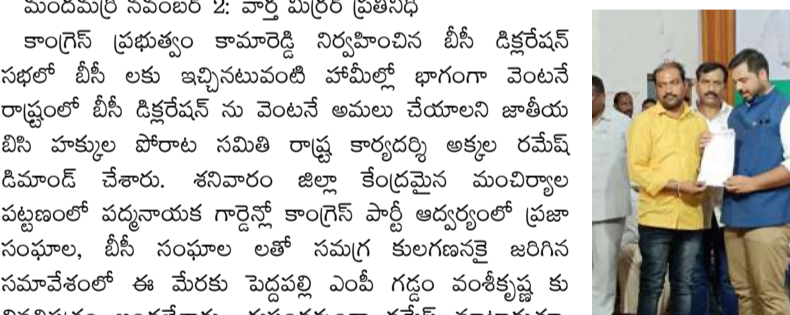 మందమర్రి నవంబర్ 2: వార్త మిర్రర్ ప్రతినిధి
కాంగ్రెస్ ప్రభుత్వం కామారెడ్డి నిర్వహించిన బీసీ డిక్లరేషన్
సభలో బీసీ లకు ఇచ్చినటువంటి హామీల్లో భాగంగా వెంటనే
రాష్ట్రంలో బీసీ డిక్లరేషన్ ను వెంటనే అమలు చేయాలని జాతీయ
బిసి హక్కుల పోరాట సమితి రాష్ట్ర కార్యదర్శి అక్కల రమేష్
డిమాండ్ చేశారు. శనివారం జిల్లా కేంద్రమైన మంచిర్యాల
పట్టణంలో పద్మనాయక గార్డెన్లో కాంగ్రెస్ పార్టీ ఆద్వర్యంలో ప్రజా
సంఘాల, బీసీ సంఘాల లతో సమగ్ర కులగణనకై జరిగిన
సమావేశంలో ఈ మేరకు పెద్దపల్లి ఎంపీ గడ్డం వంశీకృష్ణ కు